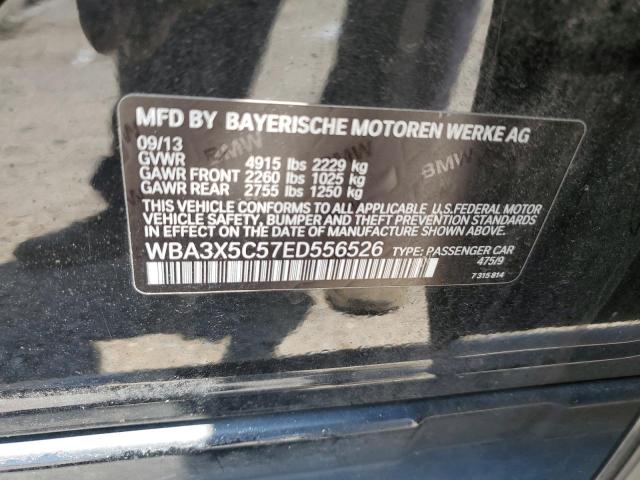 MFD BY BAYERISCHE MOTOREN WERKE AG
09/13
GVWR 4915 lbs 2229 kg
GAWR FRONT 2260 lbs 1025 kg
GAWR REAR 2755 lbs 1250 kg
THIS VEHICLE CONFORMS TO ALL APPLICABLE U.S.FEDERAL MOTOR
VEHICLE SAFETY, BUMPER AND THEFT PREVENTION STANDARDS
IN EFFECT ON THE DATE OF MANUFACTURE SHOWN ABOVE.
WBA3X5C57ED556526 TYPE: PASSENGER CAR
475/9
7 315 814
BMW
BMW